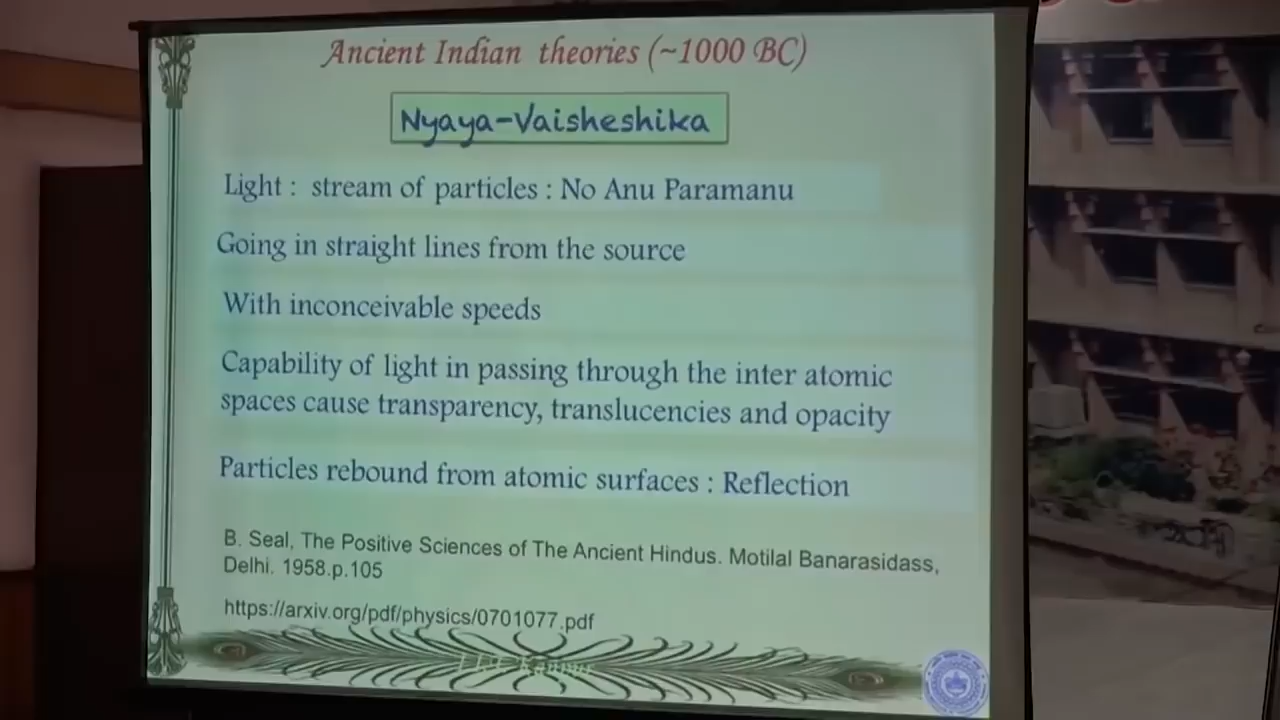 Ancient Indian theories (~1000 BC)
Nyaya-Vaisheshika
Light : stream of particles : No Anu Paramanu
Going in straight lines from the source
With inconceivable speeds
Capability of light in passing through the inter atomic
spaces cause transparency, translucencies and opacity
Particles rebound from atomic surfaces : Reflection
B. Seal, The Positive Sciences of The Ancient Hindus. Motilal Banarasidass,
Delhi. 1958.p.105
https://arxiv.org/pdf/physics/0701077.pdf